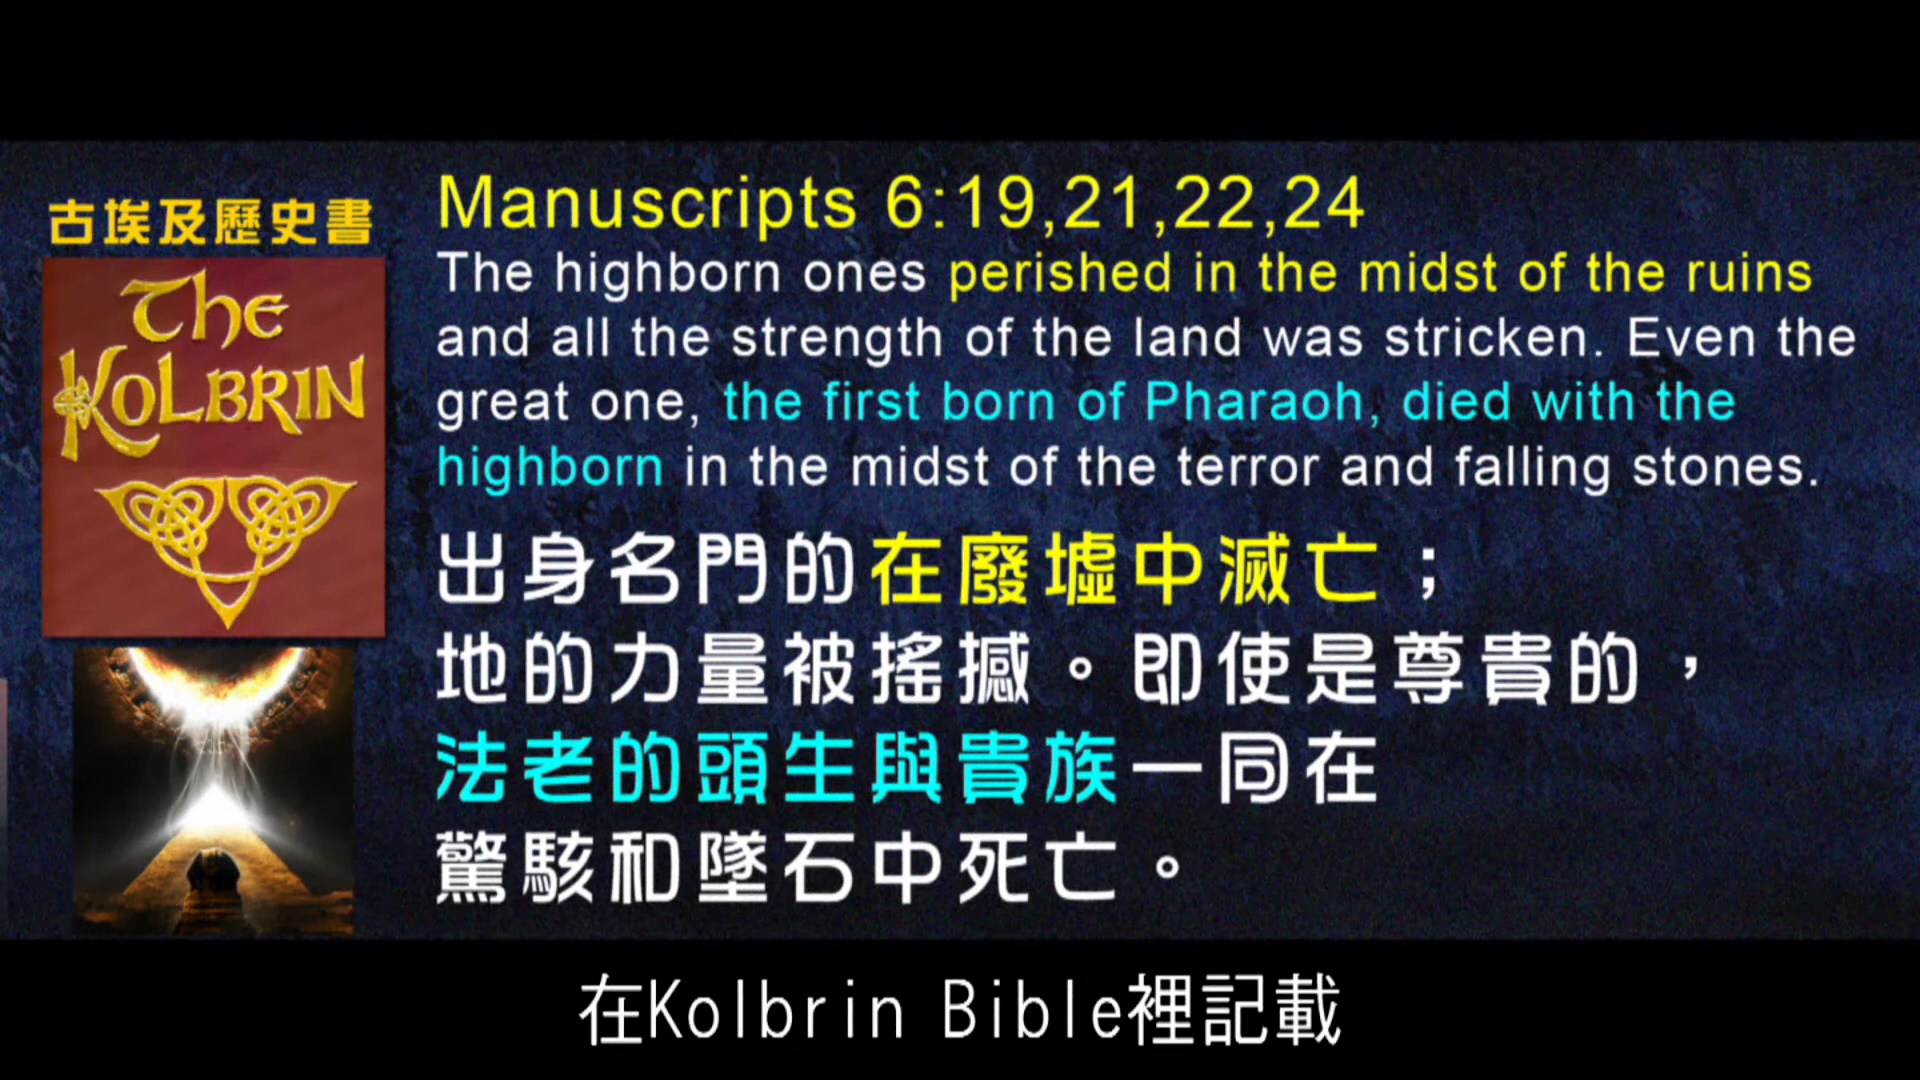 古埃及歷史書
The
KOLBRIN
Manuscripts 6:19,21,22,24
The highborn ones perished in the midst of the ruins
and all the strength of the land was stricken. Even the
great one, the first born of Pharaoh, died with the
highborn in the midst of the terror and falling stones.
出身名門的在廢墟中滅亡；
地的力量被搖撼。即使是尊貴的，
法老的頭生與貴族一同在
驚駭和墜石中死亡。
在Kolbrin Bible裡記載